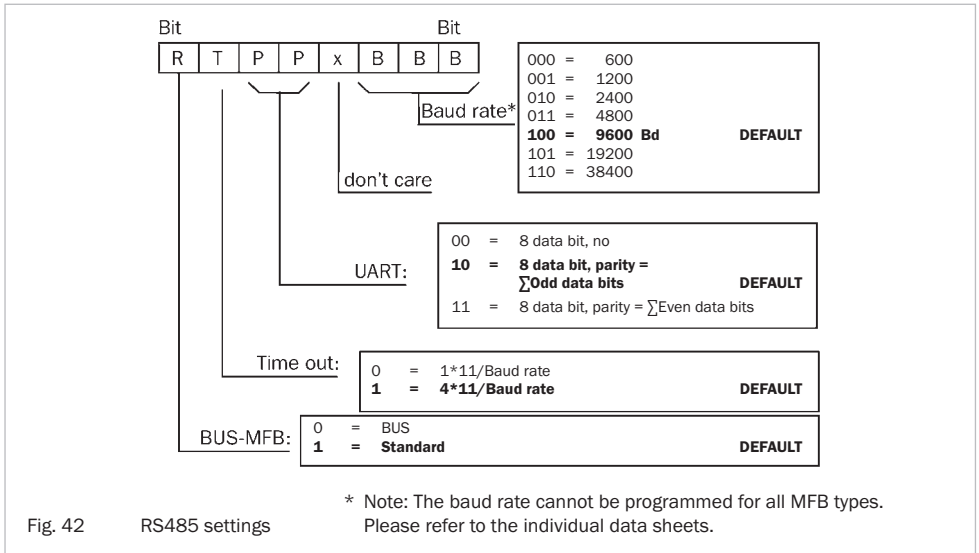 Bit Bit
R T P P x B B B
000 = 600
001 = 1200
010 = 2400
011 = 4800
100 = 9600 Bd DEFAULT
101 = 19200
110 = 38400
Baud rate*
don't care
00 = 8 data bit, no
10 = 8 data bit, parity =
∑Odd data bits DEFAULT
11 = 8 data bit, parity = ∑Even data bits
UART:
Time out:
0 = 1*11/Baud rate
1 = 4*11/Baud rate DEFAULT
BUS-MFB:
0 = BUS
1 = Standard DEFAULT
* Note: The baud rate cannot be programmed for all MFB types.
Please refer to the individual data sheets.
Fig. 42 RS485 settings